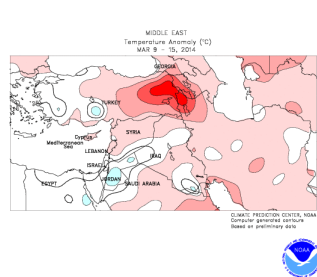 MIDDLE EAST
Temperature Anomaly (°C)
MAR 9 - 15, 2014
GEORGIA
TURKEY
Cyprus
SYRIA
Mediterranean
Sea
LEBANON
IRAQ
ISRAEL
JORDAN
EGYPT
SAUDI ARABIA
CLIMATE PREDICTION CENTER, NOAA
Computer generated contours
Based on preliminary data
NOAA